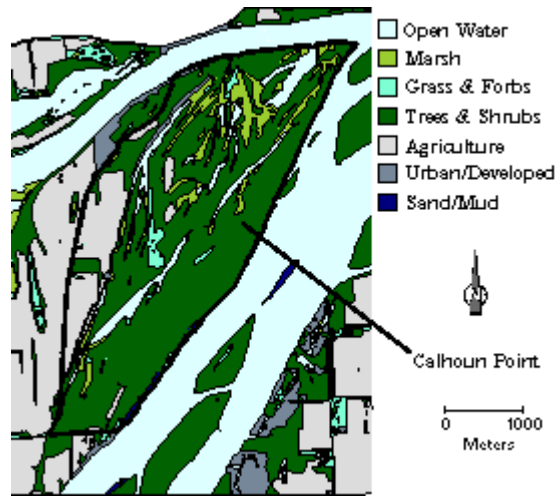 Open Water
Marsh
Grass & Forbs
Trees & Shrubs
Agriculture
Urban/Developed
Sand/Mud
N
Calhoun Point
0 1000
Meters